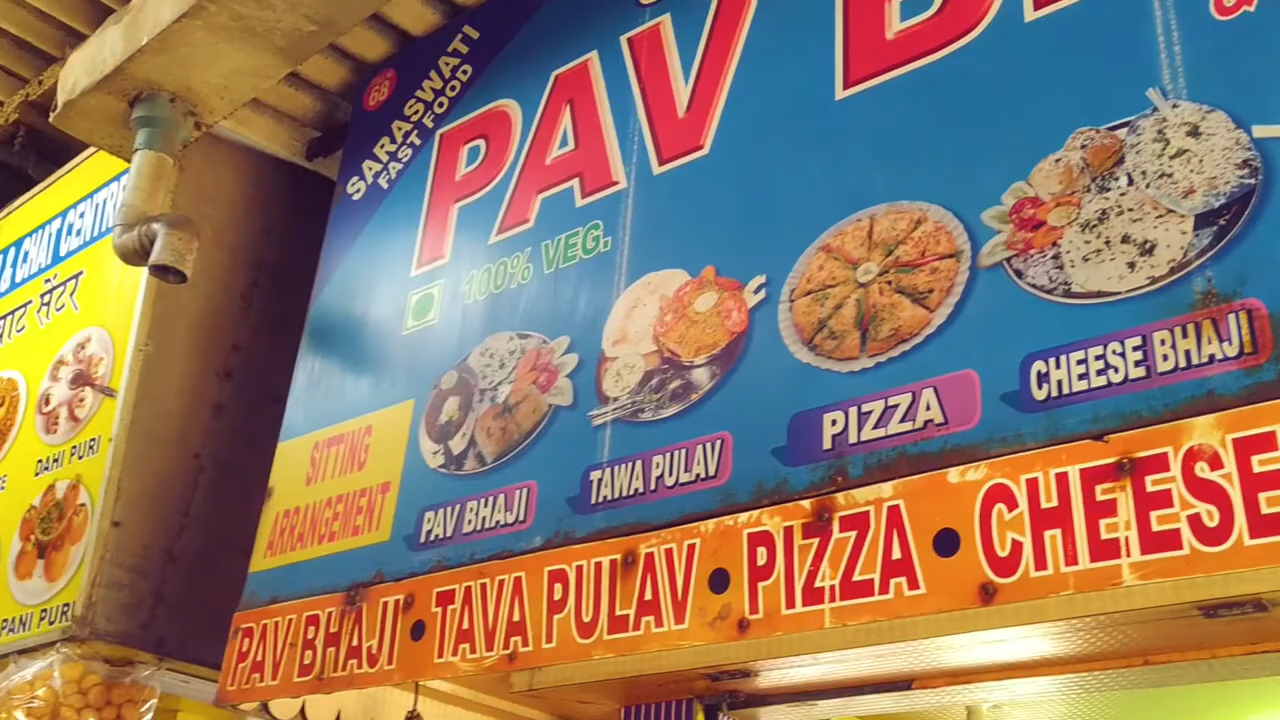 & CHAT CENTRE
सेंटर
DAHI PURI
PANI PURI
68
SARASWATI
FAST FOOD
PAV
100% VEG.
SITTING
ARRANGEMENT
PAV BHAJI
TAWA PULAV
PIZZA
CHEESE BHAJI
PAV BHAJI • TAVA PULAV • PIZZA • CHEESE